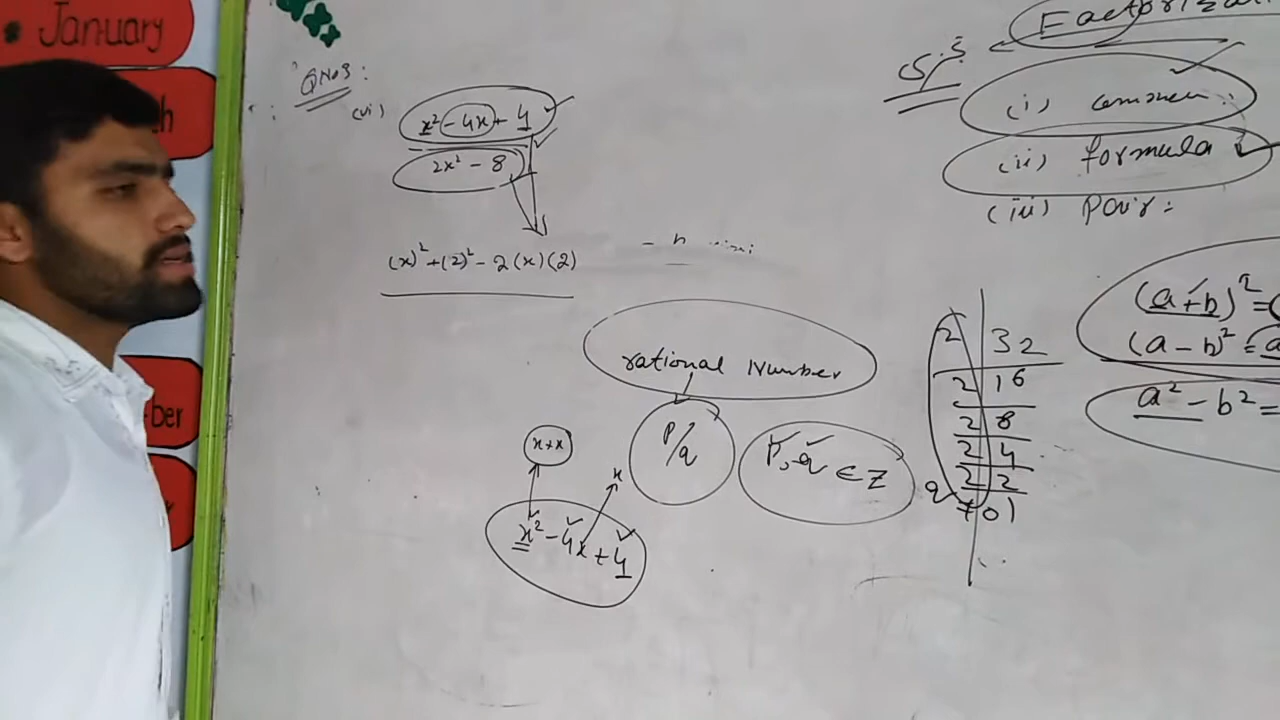 January
QNo3:
(vi)
x² - 4x + 4
2x² - 8
(x)² + (2)² - 2(x)(2)
rational Number
P/q
P, q ∈ Z
x+x
x
x² - 4x + 4
(i) common:
(ii) formula
(iii) Pair:
2 | 32
2 | 16
2 | 8
2 | 4
2 | 2
(a+b)² =
(a-b)² = a
a² - b² =
ber